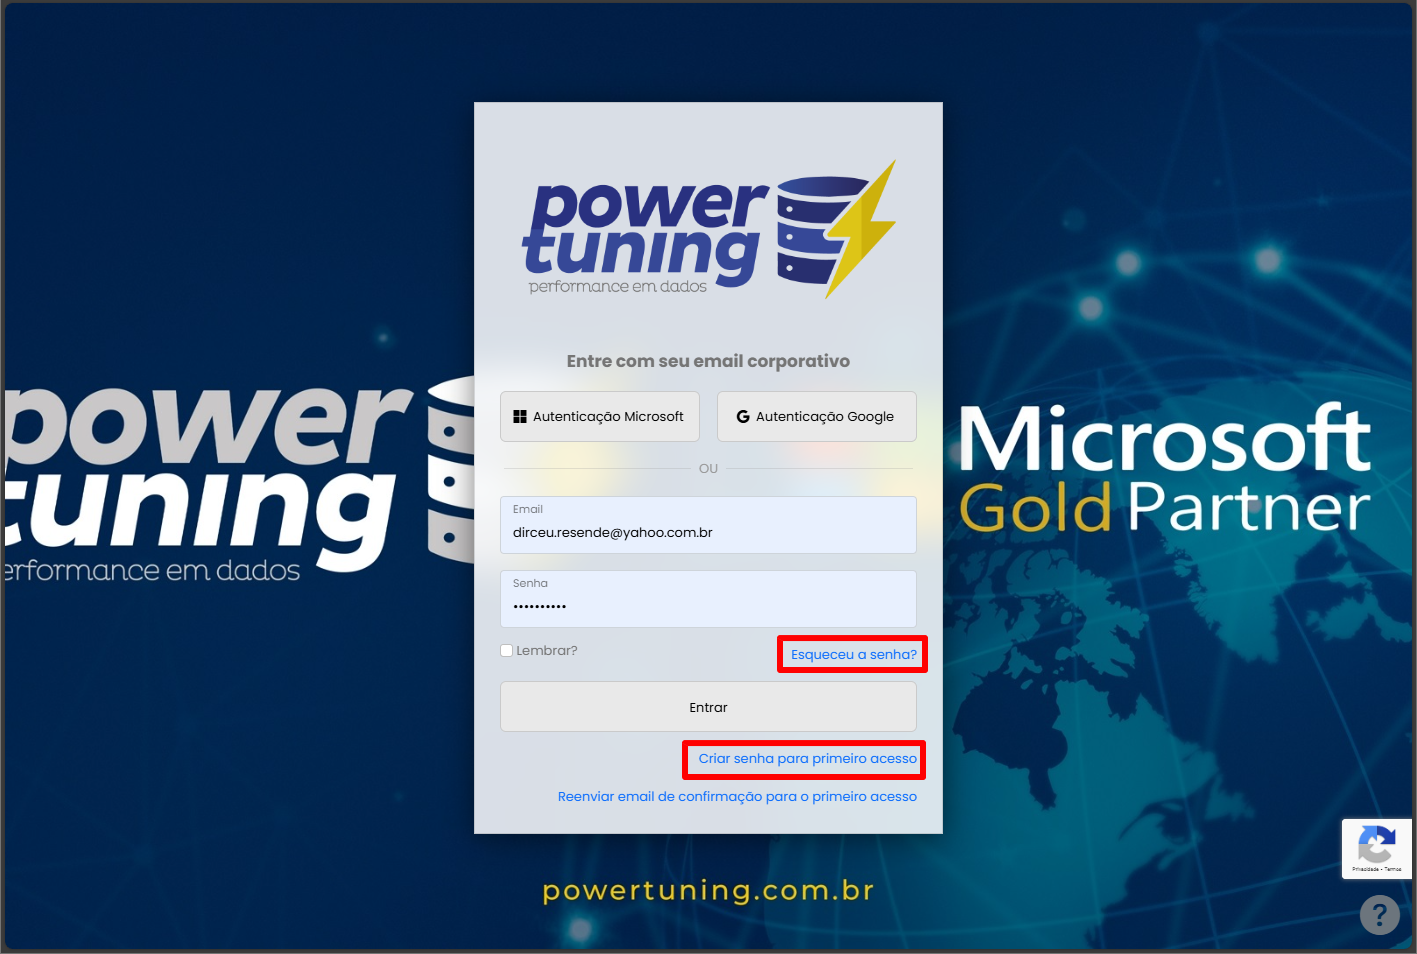 power
tuning
performance em dados
Entre com seu email corporativo
Autenticação Microsoft
Autenticação Google
OU
Email
dirceu.resende@yahoo.com.br
Senha
••••••••••
Lembrar?
Esqueceu a senha?
Entrar
Criar senha para primeiro acesso
Reenviar email de confirmação para o primeiro acesso
power
tuning
erformance em dados
Microsoft
Gold Partner
powertuning.com.br
Privacidade - Termos
?